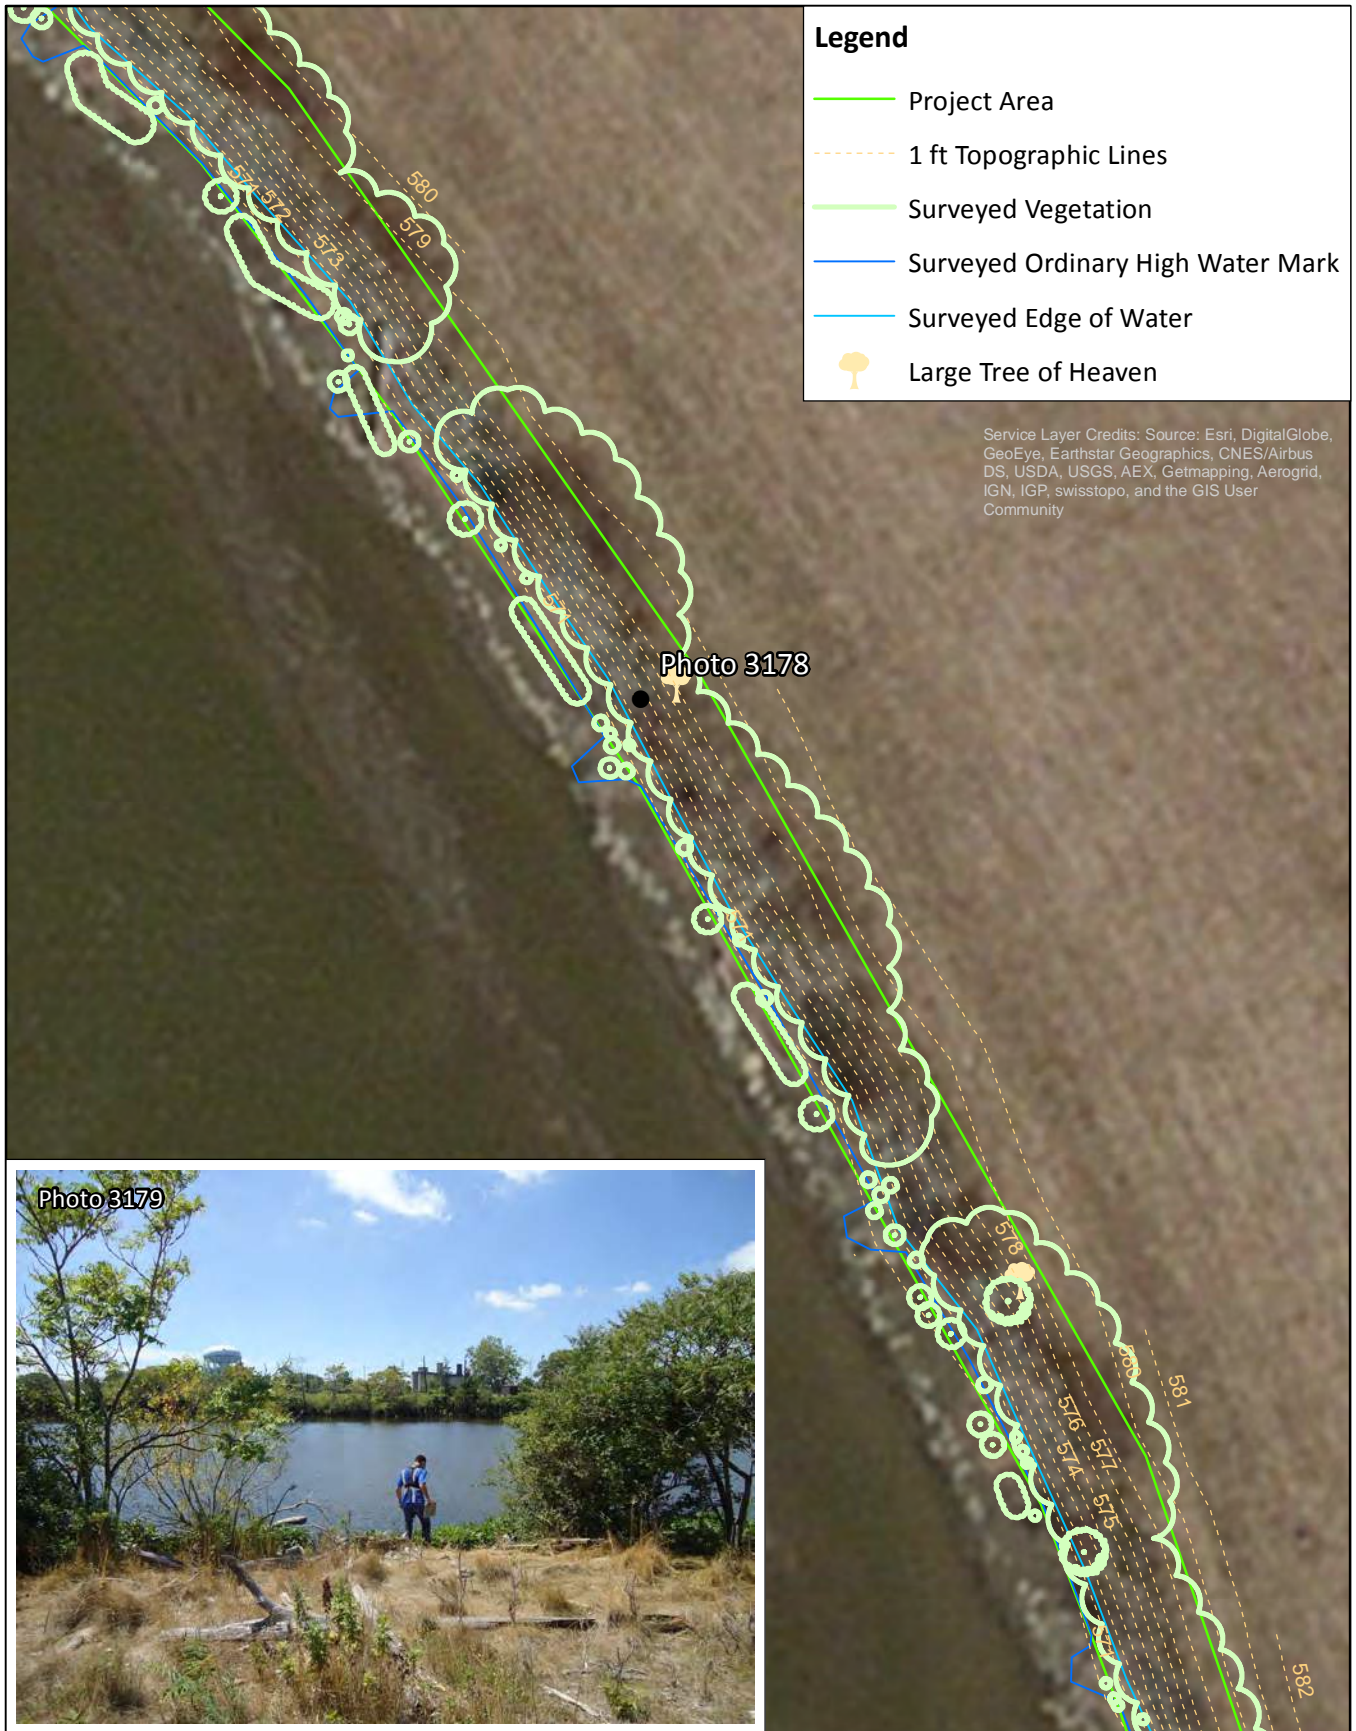 Legend
Project Area
1 ft Topographic Lines
Surveyed Vegetation
Surveyed Ordinary High Water Mark
Surveyed Edge of Water
Large Tree of Heaven
Service Layer Credits: Source: Esri, DigitalGlobe,
GeoEye, Earthstar Geographics, CNES/Airbus
DS, USDA, USGS, AEX, Getmapping, Aerogrid,
IGN, IGP, swisstopo, and the GIS User
Community
580
579
571
572
573
Photo 3178
578
580
581
576
577
574
575
582
Photo 3179